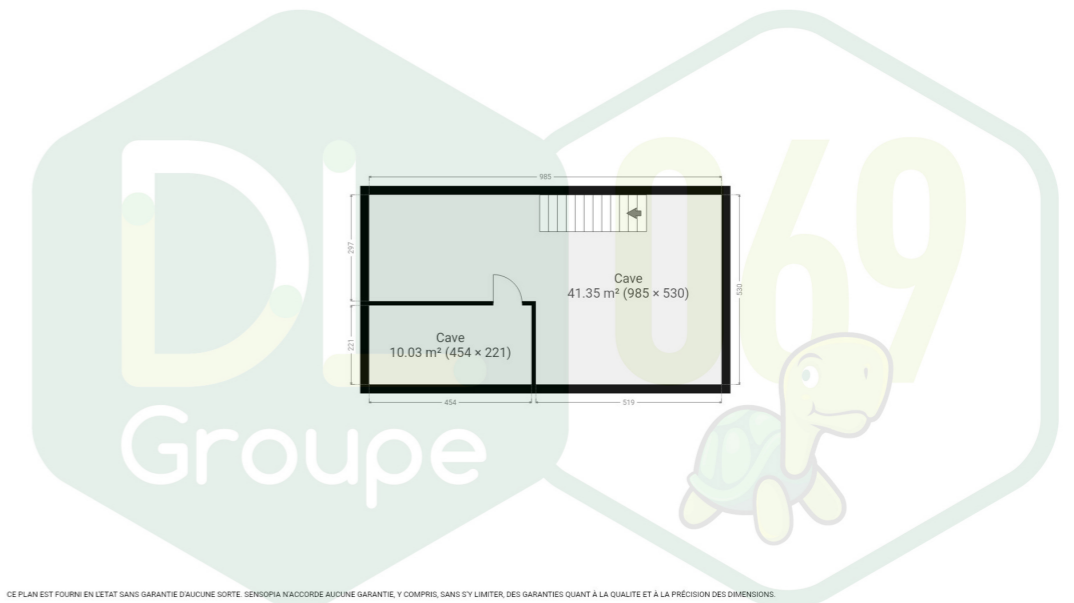 985
297
221
530
Cave
41.35 m² (985 × 530)
Cave
10.03 m² (454 × 221)
454
519
DL
069
Groupe
CE PLAN EST FOURNI EN L'ETAT SANS GARANTIE D'AUCUNE SORTE. SENSOPIA N'ACCORDE AUCUNE GARANTIE, Y COMPRIS, SANS S'Y LIMITER, DES GARANTIES QUANT À LA QUALITE ET À LA PRÉCISION DES DIMENSIONS.